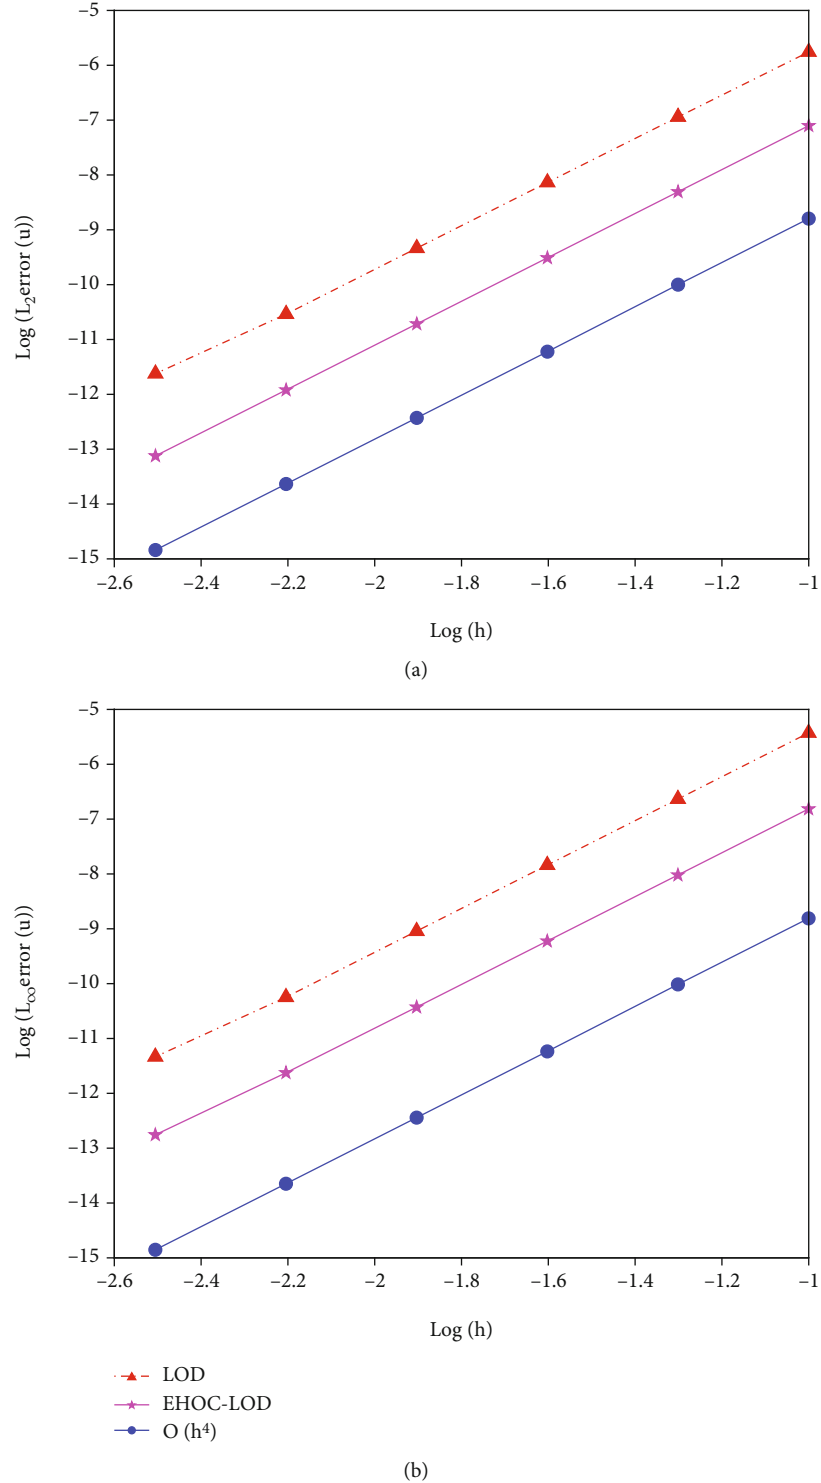 –5
–6
–7
–8
–9
–10
–11
–12
–13
–14
–15
Log (L₂error (u))
–2.6 –2.4 –2.2 –2 –1.8 –1.6 –1.4 –1.2 –1
Log (h)
(a)
–5
–6
–7
–8
–9
–10
–11
–12
–13
–14
–15
Log (L∞error (u))
–2.6 –2.4 –2.2 –2 –1.8 –1.6 –1.4 –1.2 –1
Log (h)
LOD
EHOC-LOD
O (h⁴)
(b)